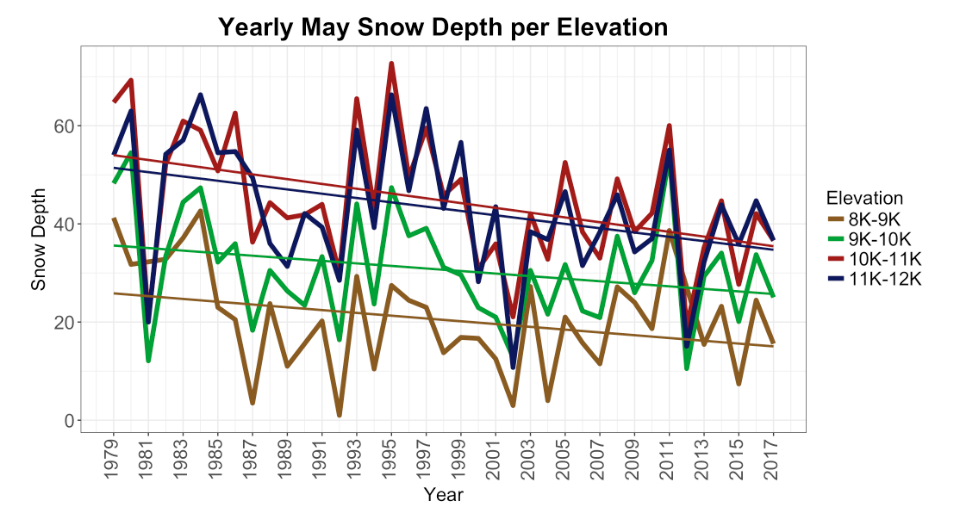 Yearly May Snow Depth per Elevation
Snow Depth
60
40
20
0
1979 1981 1983 1985 1987 1989 1991 1993 1995 1997 1999 2001 2003 2005 2007 2009 2011 2013 2015 2017
Year
Elevation
8K-9K
9K-10K
10K-11K
11K-12K